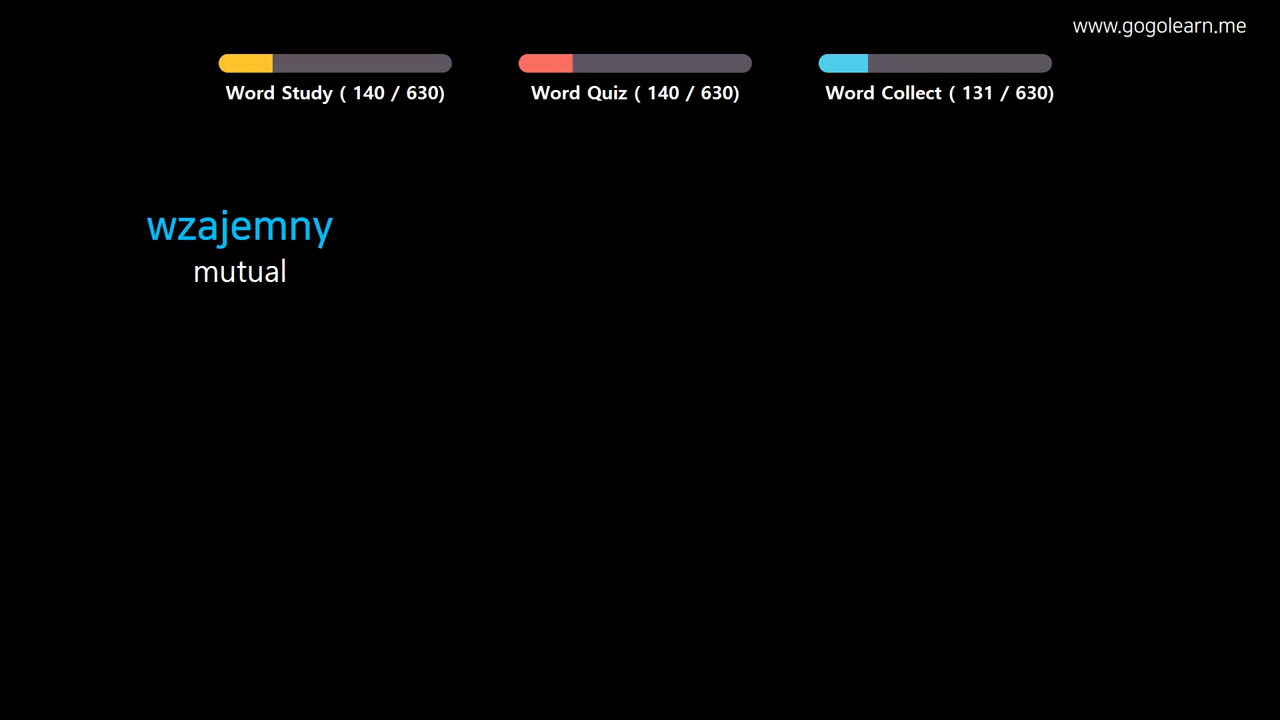 www.gogolearn.me
Word Study ( 140 / 630)
Word Quiz ( 140 / 630)
Word Collect ( 131 / 630)
wzajemny
mutual